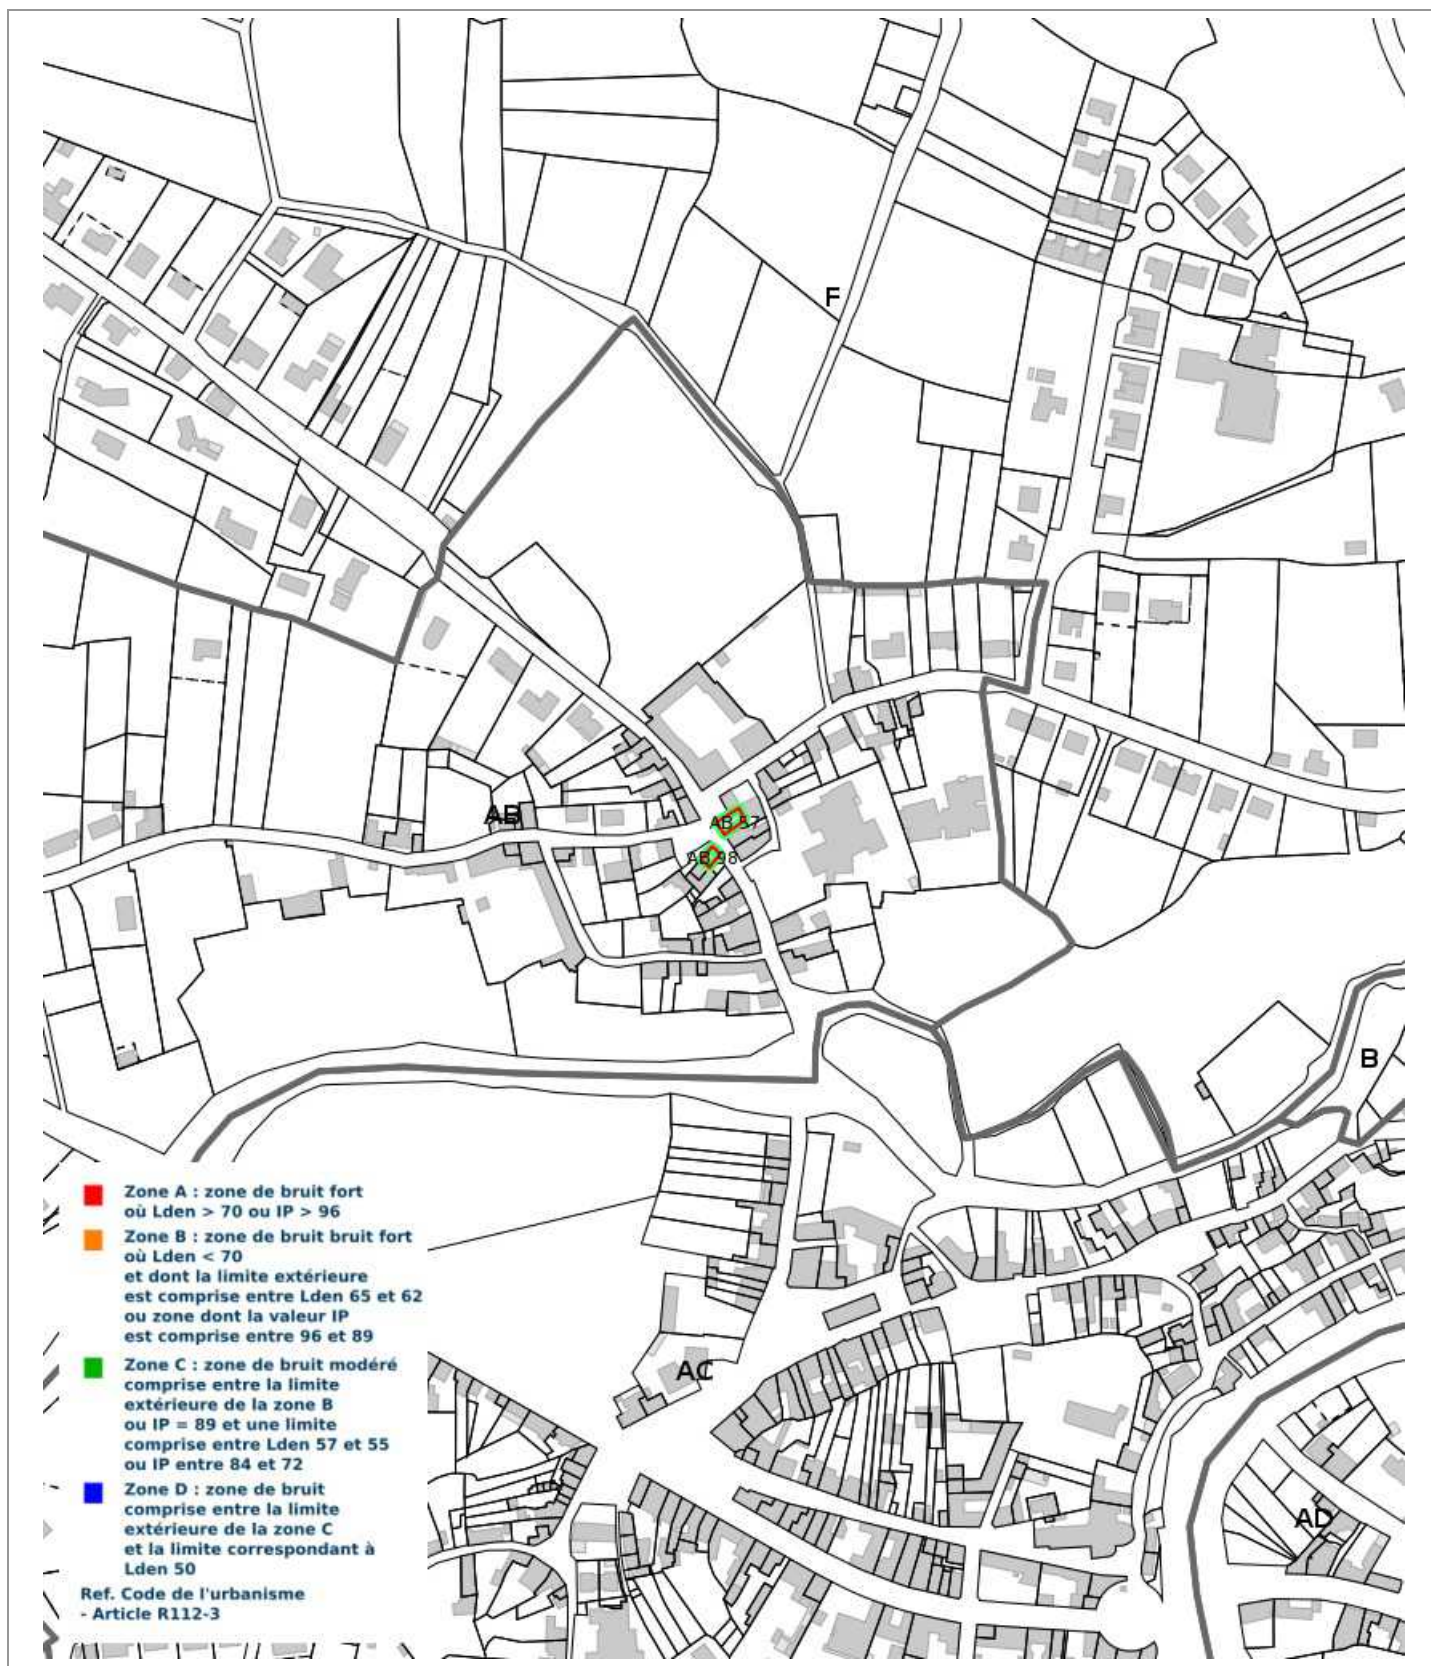 F
AB
AB 57
AB 98
B
Zone A : zone de bruit fort
où Lden > 70 ou IP > 96
Zone B : zone de bruit bruit fort
où Lden < 70
et dont la limite extérieure
est comprise entre Lden 65 et 62
ou zone dont la valeur IP
est comprise entre 96 et 89
Zone C : zone de bruit modéré
comprise entre la limite
extérieure de la zone B
ou IP = 89 et une limite
comprise entre Lden 57 et 55
ou IP entre 84 et 72
Zone D : zone de bruit
comprise entre la limite
extérieure de la zone C
et la limite correspondant à
Lden 50
Ref. Code de l'urbanisme
- Article R112-3
AC
AD